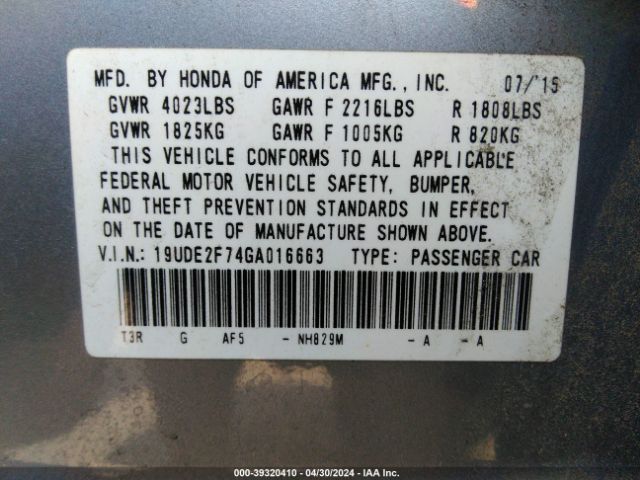 MFD. BY HONDA OF AMERICA MFG., INC. 07/'15
GVWR 4023LBS GAWR F 2216LBS R 1808LBS
GVWR 1825KG GAWR F 1005KG R 820KG
THIS VEHICLE CONFORMS TO ALL APPLICABLE
FEDERAL MOTOR VEHICLE SAFETY, BUMPER,
AND THEFT PREVENTION STANDARDS IN EFFECT
ON THE DATE OF MANUFACTURE SHOWN ABOVE.
V.I.N.: 19UDE2F74GA016663 TYPE: PASSENGER CAR
T3R G AF5 - NH829M - A - A
000-39320410 - 04/30/2024 - IAA Inc.